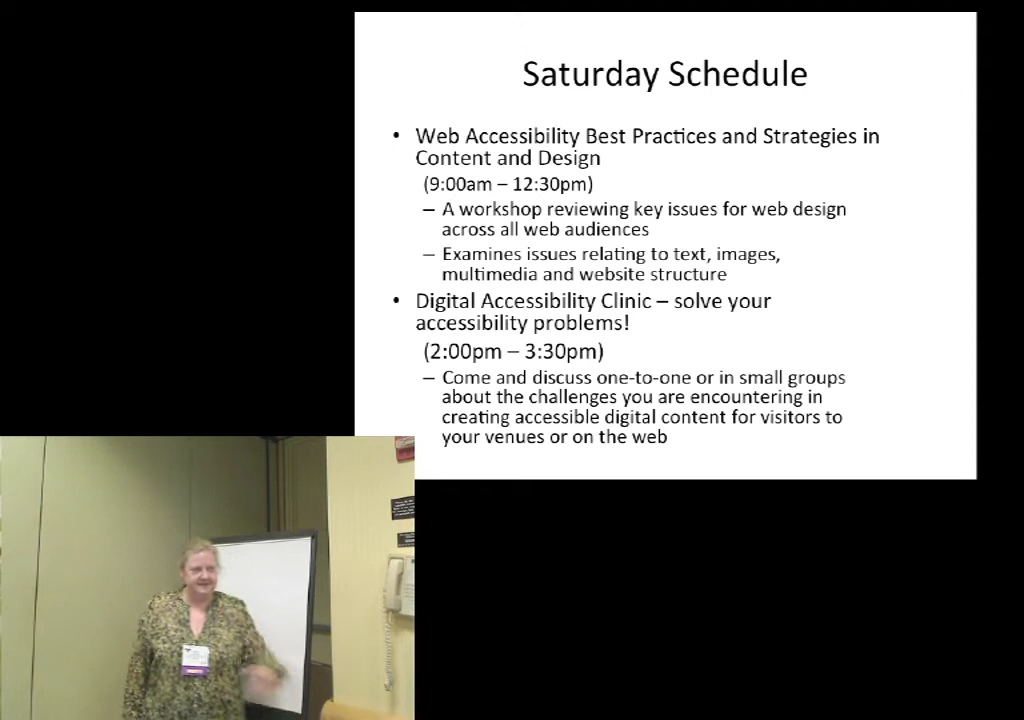 Saturday Schedule
• Web Accessibility Best Practices and Strategies in
Content and Design
(9:00am – 12:30pm)
– A workshop reviewing key issues for web design
across all web audiences
– Examines issues relating to text, images,
multimedia and website structure
• Digital Accessibility Clinic – solve your
accessibility problems!
(2:00pm – 3:30pm)
– Come and discuss one-to-one or in small groups
about the challenges you are encountering in
creating accessible digital content for visitors to
your venues or on the web